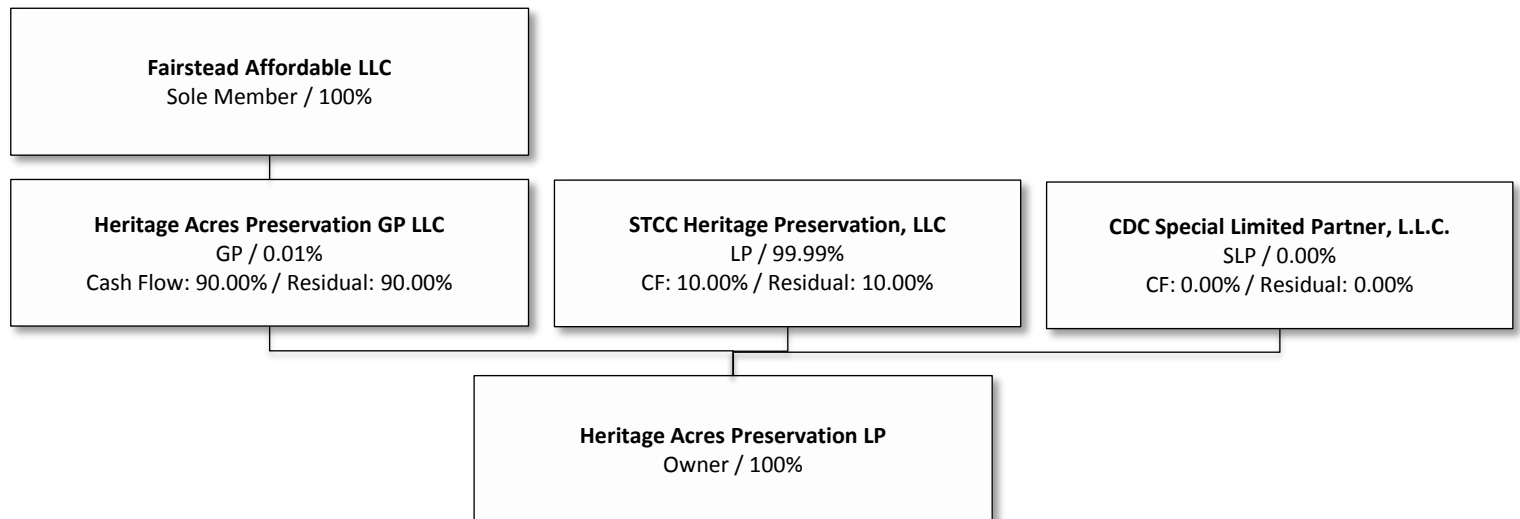 Fairstead Affordable LLC
Sole Member / 100%
Heritage Acres Preservation GP LLC
GP / 0.01%
Cash Flow: 90.00% / Residual: 90.00%
STCC Heritage Preservation, LLC
LP / 99.99%
CF: 10.00% / Residual: 10.00%
CDC Special Limited Partner, L.L.C.
SLP / 0.00%
CF: 0.00% / Residual: 0.00%
Heritage Acres Preservation LP
Owner / 100%